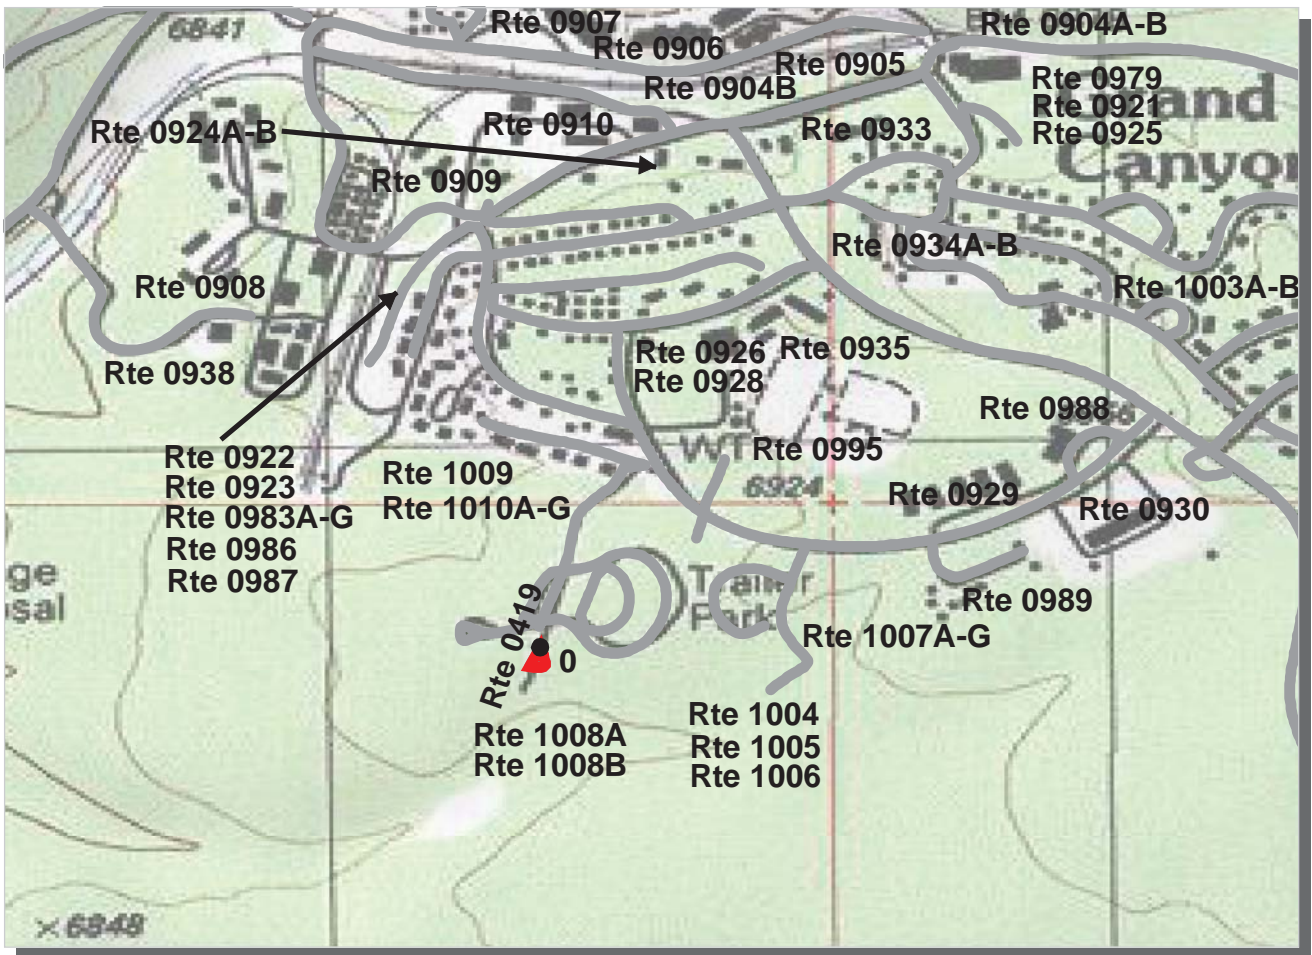 Rte 0907
Rte 0904A-B
6841
Rte 0906
Rte 0905
Rte 0979
Rte 0904B
Rte 0921
Rte 0924A-B
Rte 0910
Rte 0933
Rte 0925
Canyon
Rte 0909
Rte 0934A-B
Rte 0908
Rte 1003A-B
Rte 0926
Rte 0935
Rte 0938
Rte 0928
Rte 0988
WT
Rte 0995
Rte 0922
Rte 1009
Rte 0923
6924
Rte 0929
Rte 0983A-G
Rte 1010A-G
Rte 0930
Rte 0986
Rte 0987
Trailer
Park
Rte 0419
Rte 0989
Rte 1007A-G
0
Rte 1008A
Rte 1004
Rte 1008B
Rte 1005
Rte 1006
× 6848